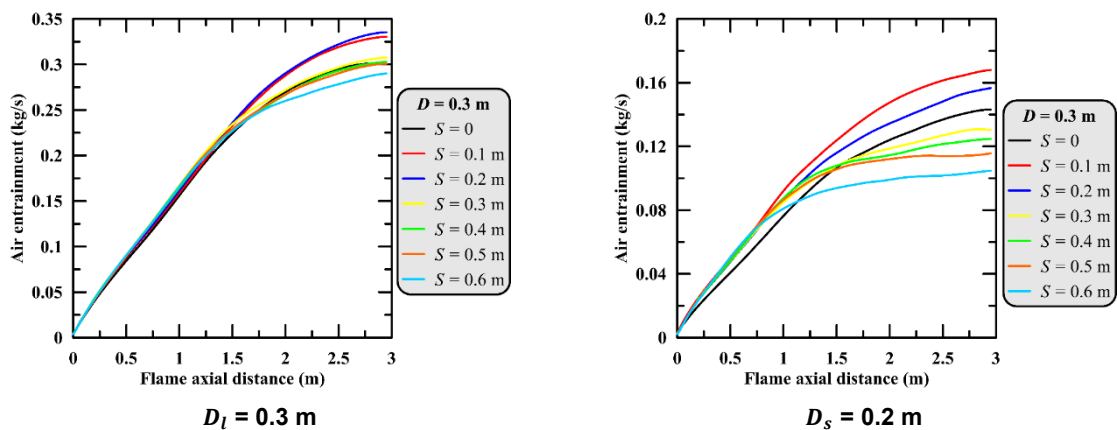 0.35
0.3
0.25
0.2
0.15
0.1
0.05
0
Air entrainment (kg/s)
0 0.5 1 1.5 2 2.5 3
Flame axial distance (m)
D = 0.3 m
S = 0
S = 0.1 m
S = 0.2 m
S = 0.3 m
S = 0.4 m
S = 0.5 m
S = 0.6 m
D_l = 0.3 m
0.2
0.16
0.12
0.08
0.04
0
Air entrainment (kg/s)
0 0.5 1 1.5 2 2.5 3
Flame axial distance (m)
D = 0.3 m
S = 0
S = 0.1 m
S = 0.2 m
S = 0.3 m
S = 0.4 m
S = 0.5 m
S = 0.6 m
D_s = 0.2 m